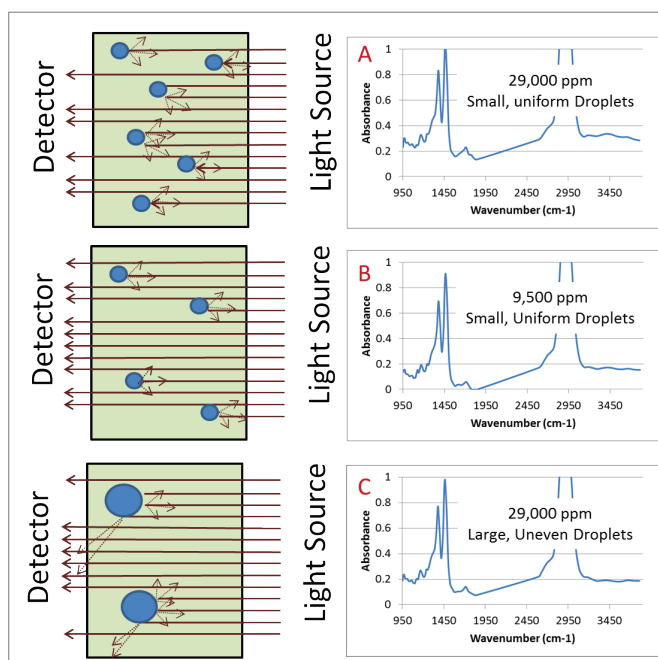 Detector
Light Source
A
29,000 ppm
Small, uniform Droplets
Absorbance
1
0.8
0.6
0.4
0.2
0
950 1450 1950 2450 2950 3450
Wavenumber (cm-1)
Detector
Light Source
B
9,500 ppm
Small, Uniform Droplets
Absorbance
1
0.8
0.6
0.4
0.2
0
950 1450 1950 2450 2950 3450
Wavenumber (cm-1)
Detector
Light Source
C
29,000 ppm
Large, Uneven Droplets
Absorbance
1
0.8
0.6
0.4
0.2
0
950 1450 1950 2450 2950 3450
Wavenumber (cm-1)